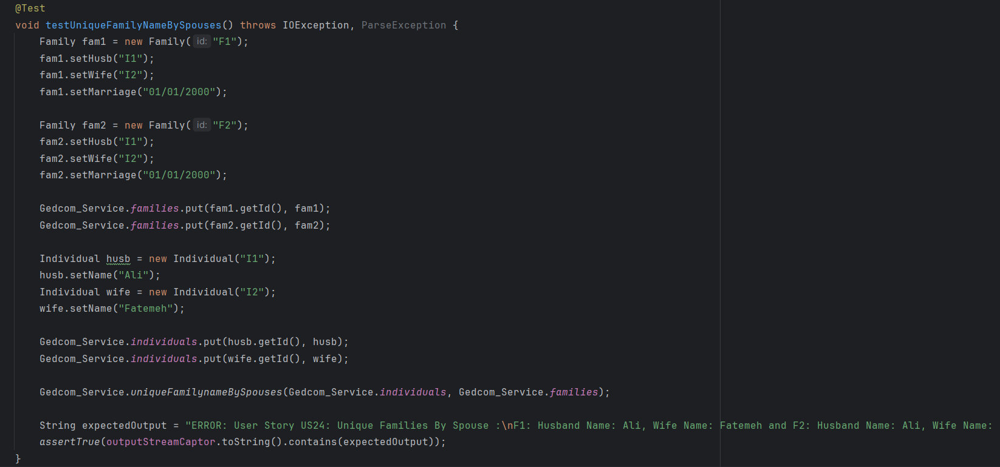 @Test
void testUniqueFamilyNameBySpouses() throws IOException, ParseException {
    Family fam1 = new Family( id: "F1");
    fam1.setHusb("I1");
    fam1.setWife("I2");
    fam1.setMarriage("01/01/2000");

    Family fam2 = new Family( id: "F2");
    fam2.setHusb("I1");
    fam2.setWife("I2");
    fam2.setMarriage("01/01/2000");

    Gedcom_Service.families.put(fam1.getId(), fam1);
    Gedcom_Service.families.put(fam2.getId(), fam2);

    Individual husb = new Individual("I1");
    husb.setName("Ali");
    Individual wife = new Individual("I2");
    wife.setName("Fatemeh");

    Gedcom_Service.individuals.put(husb.getId(), husb);
    Gedcom_Service.individuals.put(wife.getId(), wife);

    Gedcom_Service.uniqueFamilynameBySpouses(Gedcom_Service.individuals, Gedcom_Service.families);

    String expectedOutput = "ERROR: User Story US24: Unique Families By Spouse :\nF1: Husband Name: Ali, Wife Name: Fatemeh and F2: Husband Name: Ali, Wife Name:
    assertTrue(outputStreamCaptor.toString().contains(expectedOutput));
}